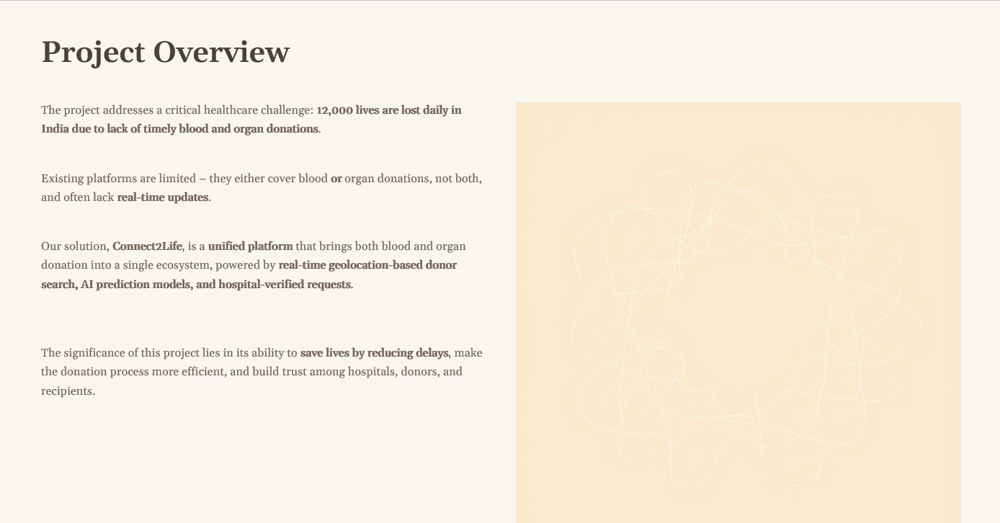 Project Overview
The project addresses a critical healthcare challenge: 12,000 lives are lost daily in
India due to lack of timely blood and organ donations.
Existing platforms are limited – they either cover blood or organ donations, not both,
and often lack real-time updates.
Our solution, Connect2Life, is a unified platform that brings both blood and organ
donation into a single ecosystem, powered by real-time geolocation-based donor
search, AI prediction models, and hospital-verified requests.
The significance of this project lies in its ability to save lives by reducing delays, make
the donation process more efficient, and build trust among hospitals, donors, and
recipients.